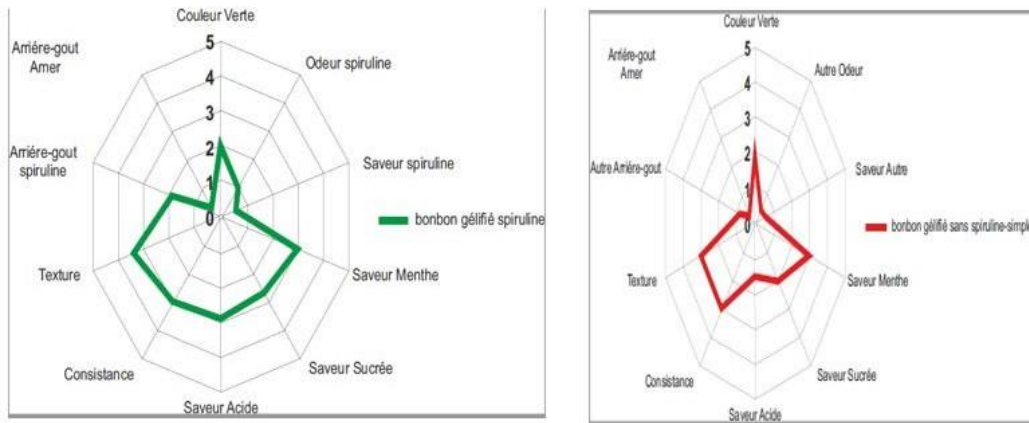 Couleur Verte
Odeur spiruline
Saveur spiruline
Saveur Menthe
Saveur Sucrée
Saveur Acide
Consistance
Texture
Arriére-gout
spiruline
Arriére-gout
Amer
5
4
3
2
1
0
bonbon gélifié spiruline
Couleur Verte
Autre Odeur
Saveur Autre
Saveur Menthe
Saveur Sucrée
Saveur Acide
Consistance
Texture
Autre Arriére-gout
Arriére-gout
Amer
5
4
3
2
1
0
bonbon gélifié sans spiruline-simple